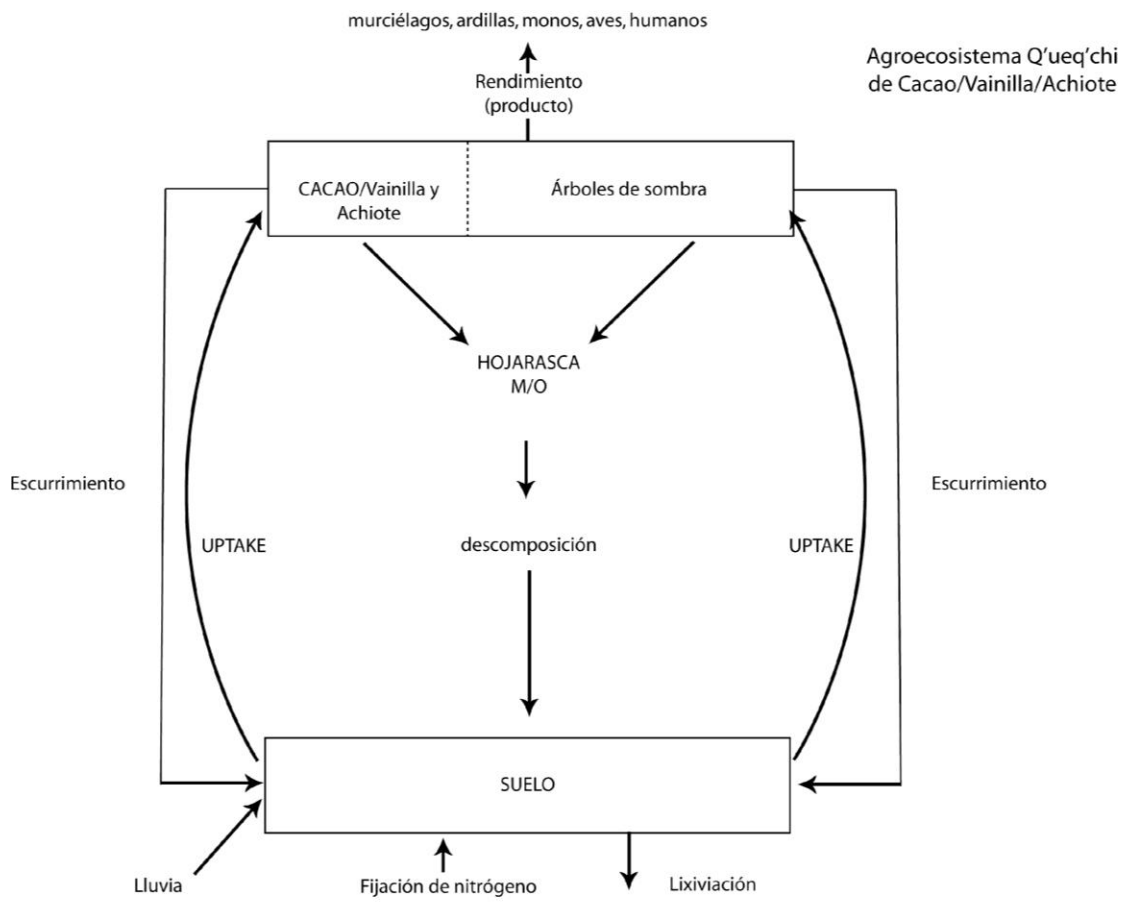 murciélagos, ardillas, monos, aves, humanos
Agroecosistema Q'ueq'chi
de Cacao/Vainilla/Achiote
Rendimiento
(producto)
CACAO/Vainilla y
Achiote
Árboles de sombra
HOJARASCA
M/O
Escurrimiento
Escurrimiento
UPTAKE
descomposición
UPTAKE
SUELO
Lluvia
Fijación de nitrógeno
Lixiviación